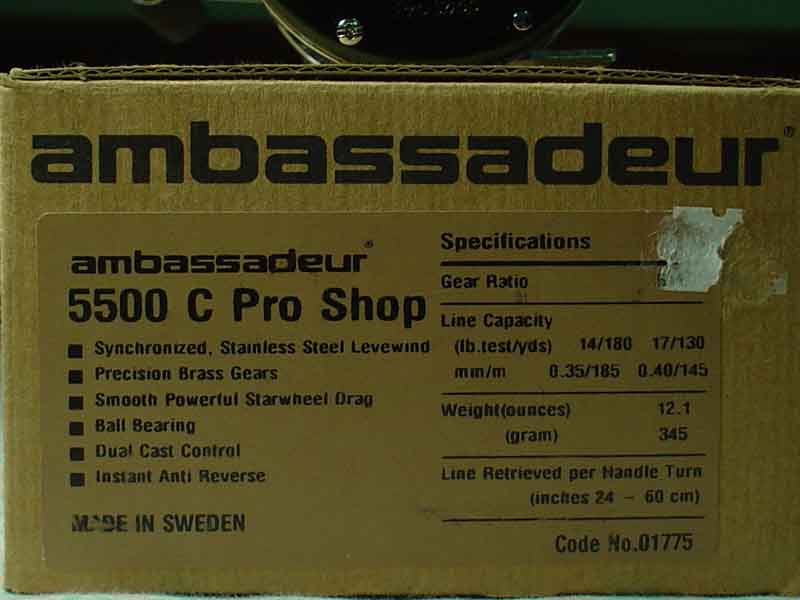 ambassadeur®
ambassadeur®
5500 C Pro Shop
■ Synchronized, Stainless Steel Levewind
■ Precision Brass Gears
■ Smooth Powerful Starwheel Drag
■ Ball Bearing
■ Dual Cast Control
■ Instant Anti Reverse
MADE IN SWEDEN
Specifications
Gear Ratio
Line Capacity
(lb.test/yds) 14/180 17/130
mm/m 0.35/185 0.40/145
Weight(ounces) 12.1
(gram) 345
Line Retrieved per Handle Turn
(inches 24 - 60 cm)
Code No.01775